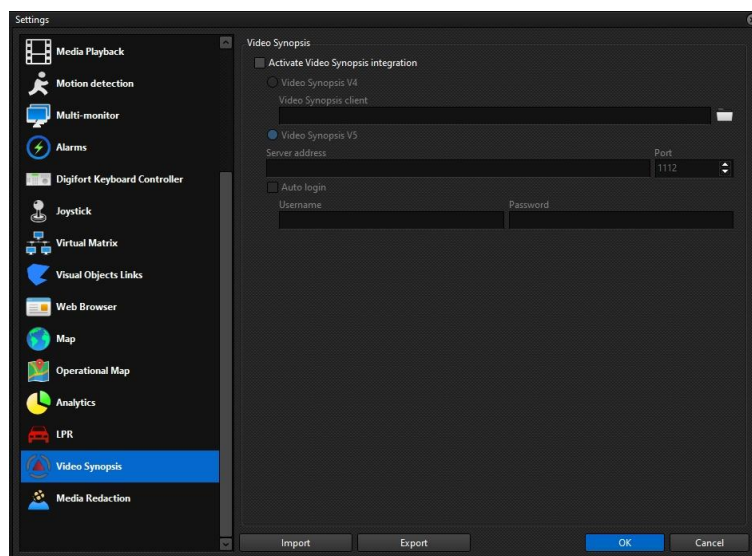 Settings
Media Playback
Motion detection
Multi-monitor
Alarms
Digifort Keyboard Controller
Joystick
Virtual Matrix
Visual Objects Links
Web Browser
Map
Operational Map
Analytics
LPR
Video Synopsis
Media Redaction
Video Synopsis
Activate Video Synopsis integration
Video Synopsis V4
Video Synopsis client
Video Synopsis V5
Server address Port
1112
Auto login
Username Password
Import Export OK Cancel